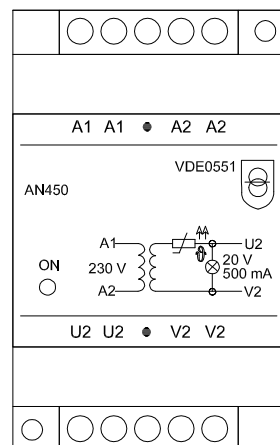 A1 A1 A2 A2
VDE0551
AN450
A1 U2
ON 230 V 20 V
500 mA
A2 V2
U2 U2 V2 V2